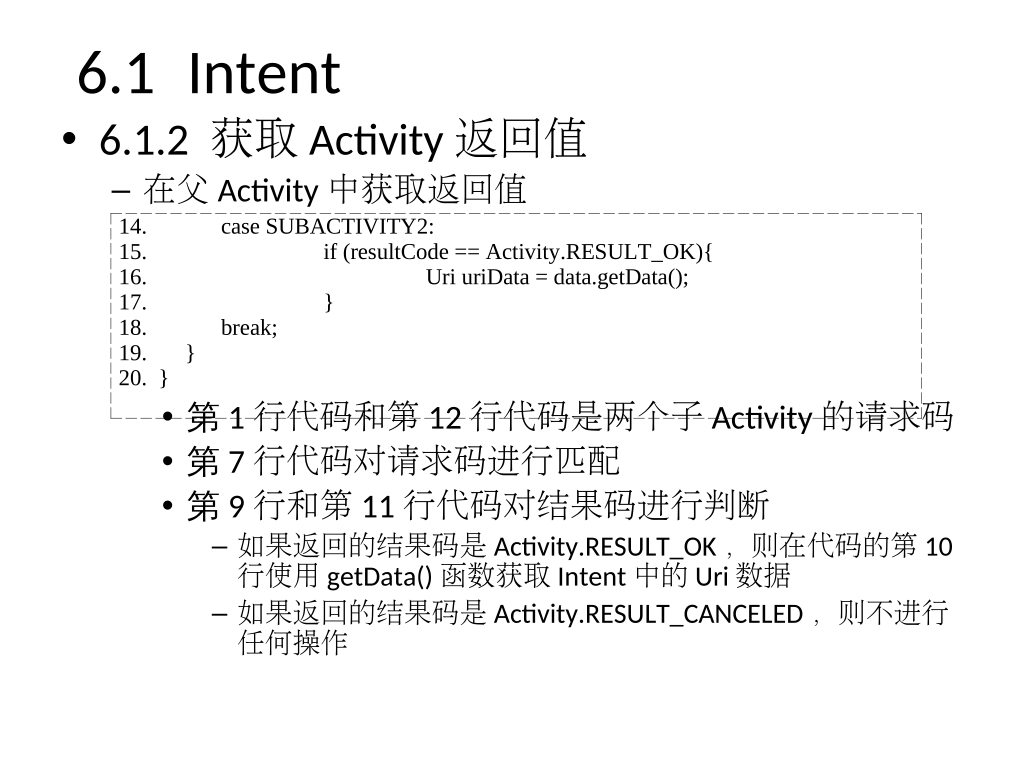 6.1  Intent
• 6.1.2  获取 Activity 返回值
– 在父 Activity 中获取返回值
14. case SUBACTIVITY2:
15. if (resultCode == Activity.RESULT_OK){
16. Uri uriData = data.getData();
17. }
18. break;
19. }
20. }
• 第 1 行代码和第 12 行代码是两个子 Activity 的请求码
• 第 7 行代码对请求码进行匹配
• 第 9 行和第 11 行代码对结果码进行判断
– 如果返回的结果码是 Activity.RESULT_OK ，则在代码的第 10
行使用 getData() 函数获取 Intent 中的 Uri 数据
– 如果返回的结果码是 Activity.RESULT_CANCELED ，则不进行
任何操作